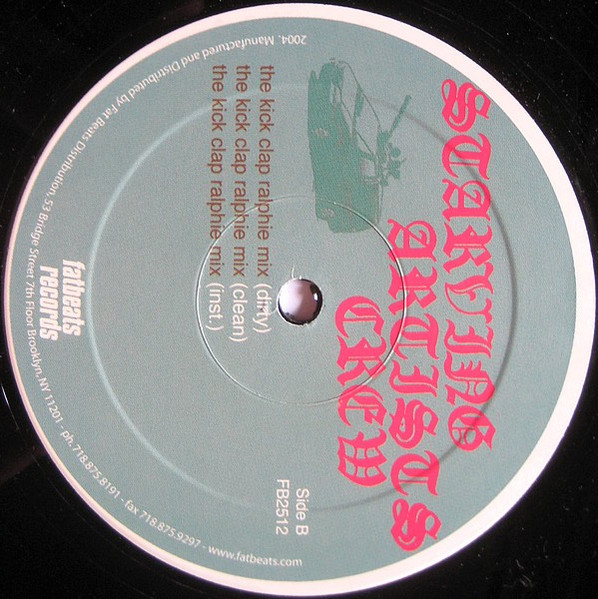 STARVING
ARTISTS
CREW
the kick clap ralphie mix (dirty)
the kick clap ralphie mix (clean)
the kick clap ralphie mix (inst.)
Side B
FB2512
fatbeats
records
2004. Manufactured and Distributed by Fat Beats Distribution, 53 Bridge Street 7th Floor Brooklyn, NY 11201 - ph. 718.875.8191 - fax 718.875.9297 - www.fatbeats.com